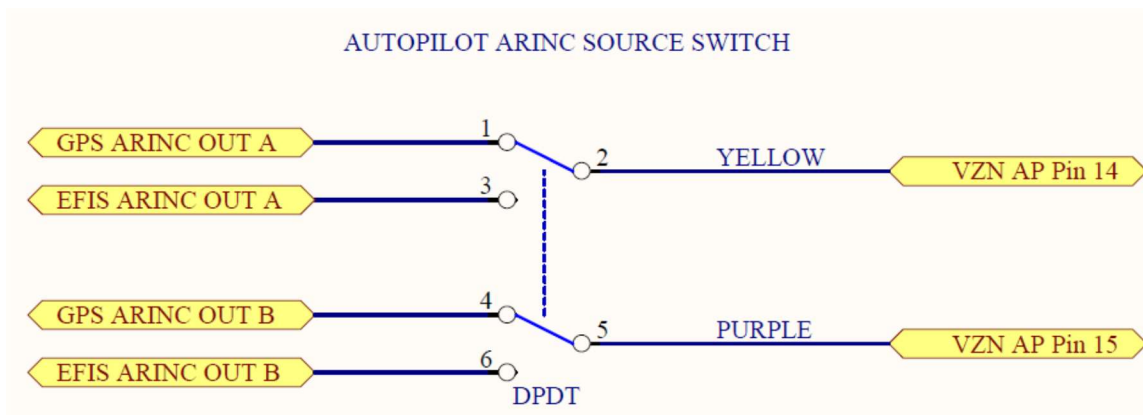 AUTOPILOT ARINC SOURCE SWITCH
GPS ARINC OUT A
1
2
YELLOW
VZN AP Pin 14
EFIS ARINC OUT A
3
GPS ARINC OUT B
4
5
PURPLE
VZN AP Pin 15
EFIS ARINC OUT B
6
DPDT